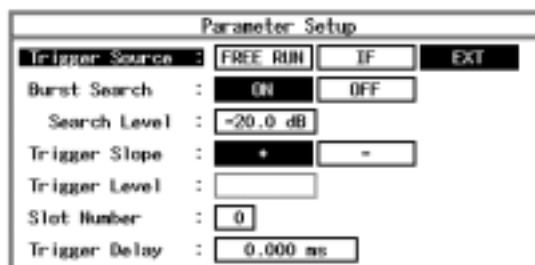 Parameter Setup
Trigger Source : FREE RUN IF EXT
Burst Search : ON OFF
Search Level : -20.0 dB
Trigger Slope : + -
Trigger Level :
Slot Number : 0
Trigger Delay : 0.000 ms